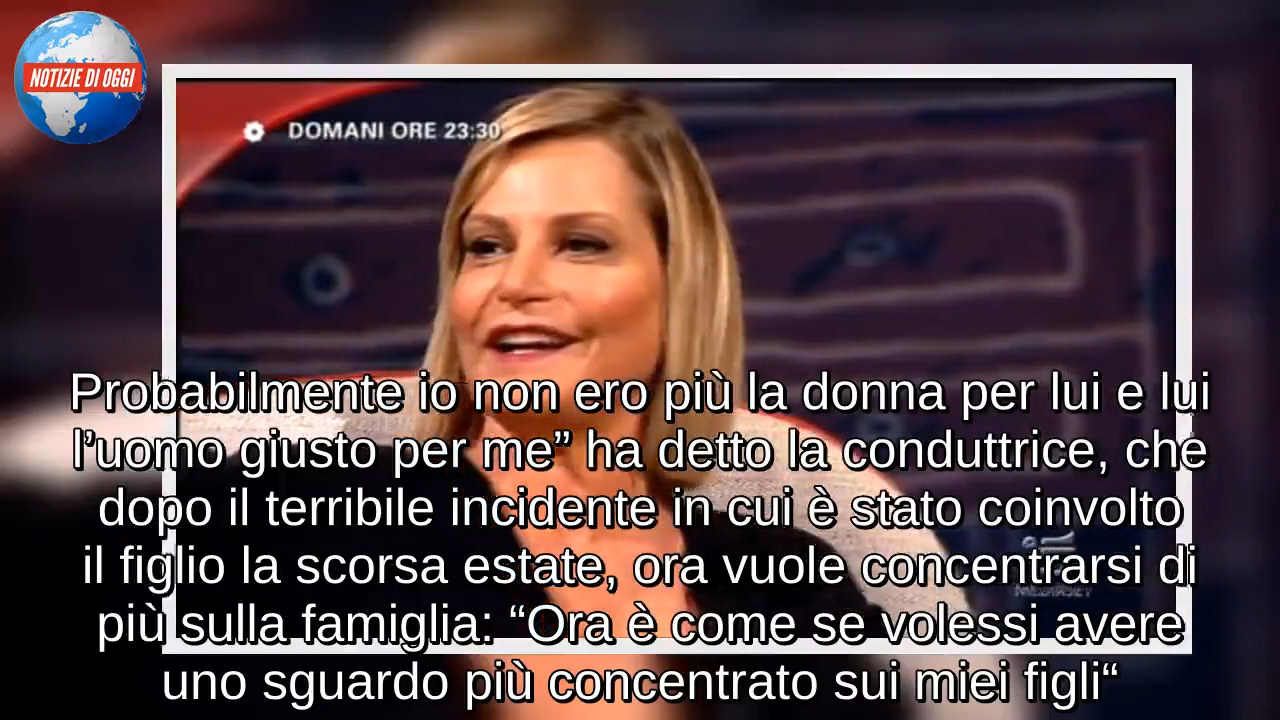 NOTIZIE DI OGGI
DOMANI ORE 23:30
Probabilmente io non ero più la donna per lui e lui
l’uomo giusto per me” ha detto la conduttrice, che
dopo il terribile incidente in cui è stato coinvolto
il figlio la scorsa estate, ora vuole concentrarsi di
più sulla famiglia: “Ora è come se volessi avere
uno sguardo più concentrato sui miei figli“